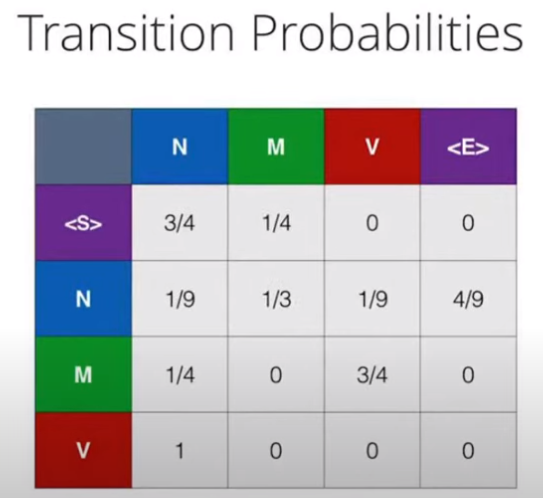 Transition Probabilities
N M V <E>
<S> 3/4 1/4 0 0
N 1/9 1/3 1/9 4/9
M 1/4 0 3/4 0
V 1 0 0 0